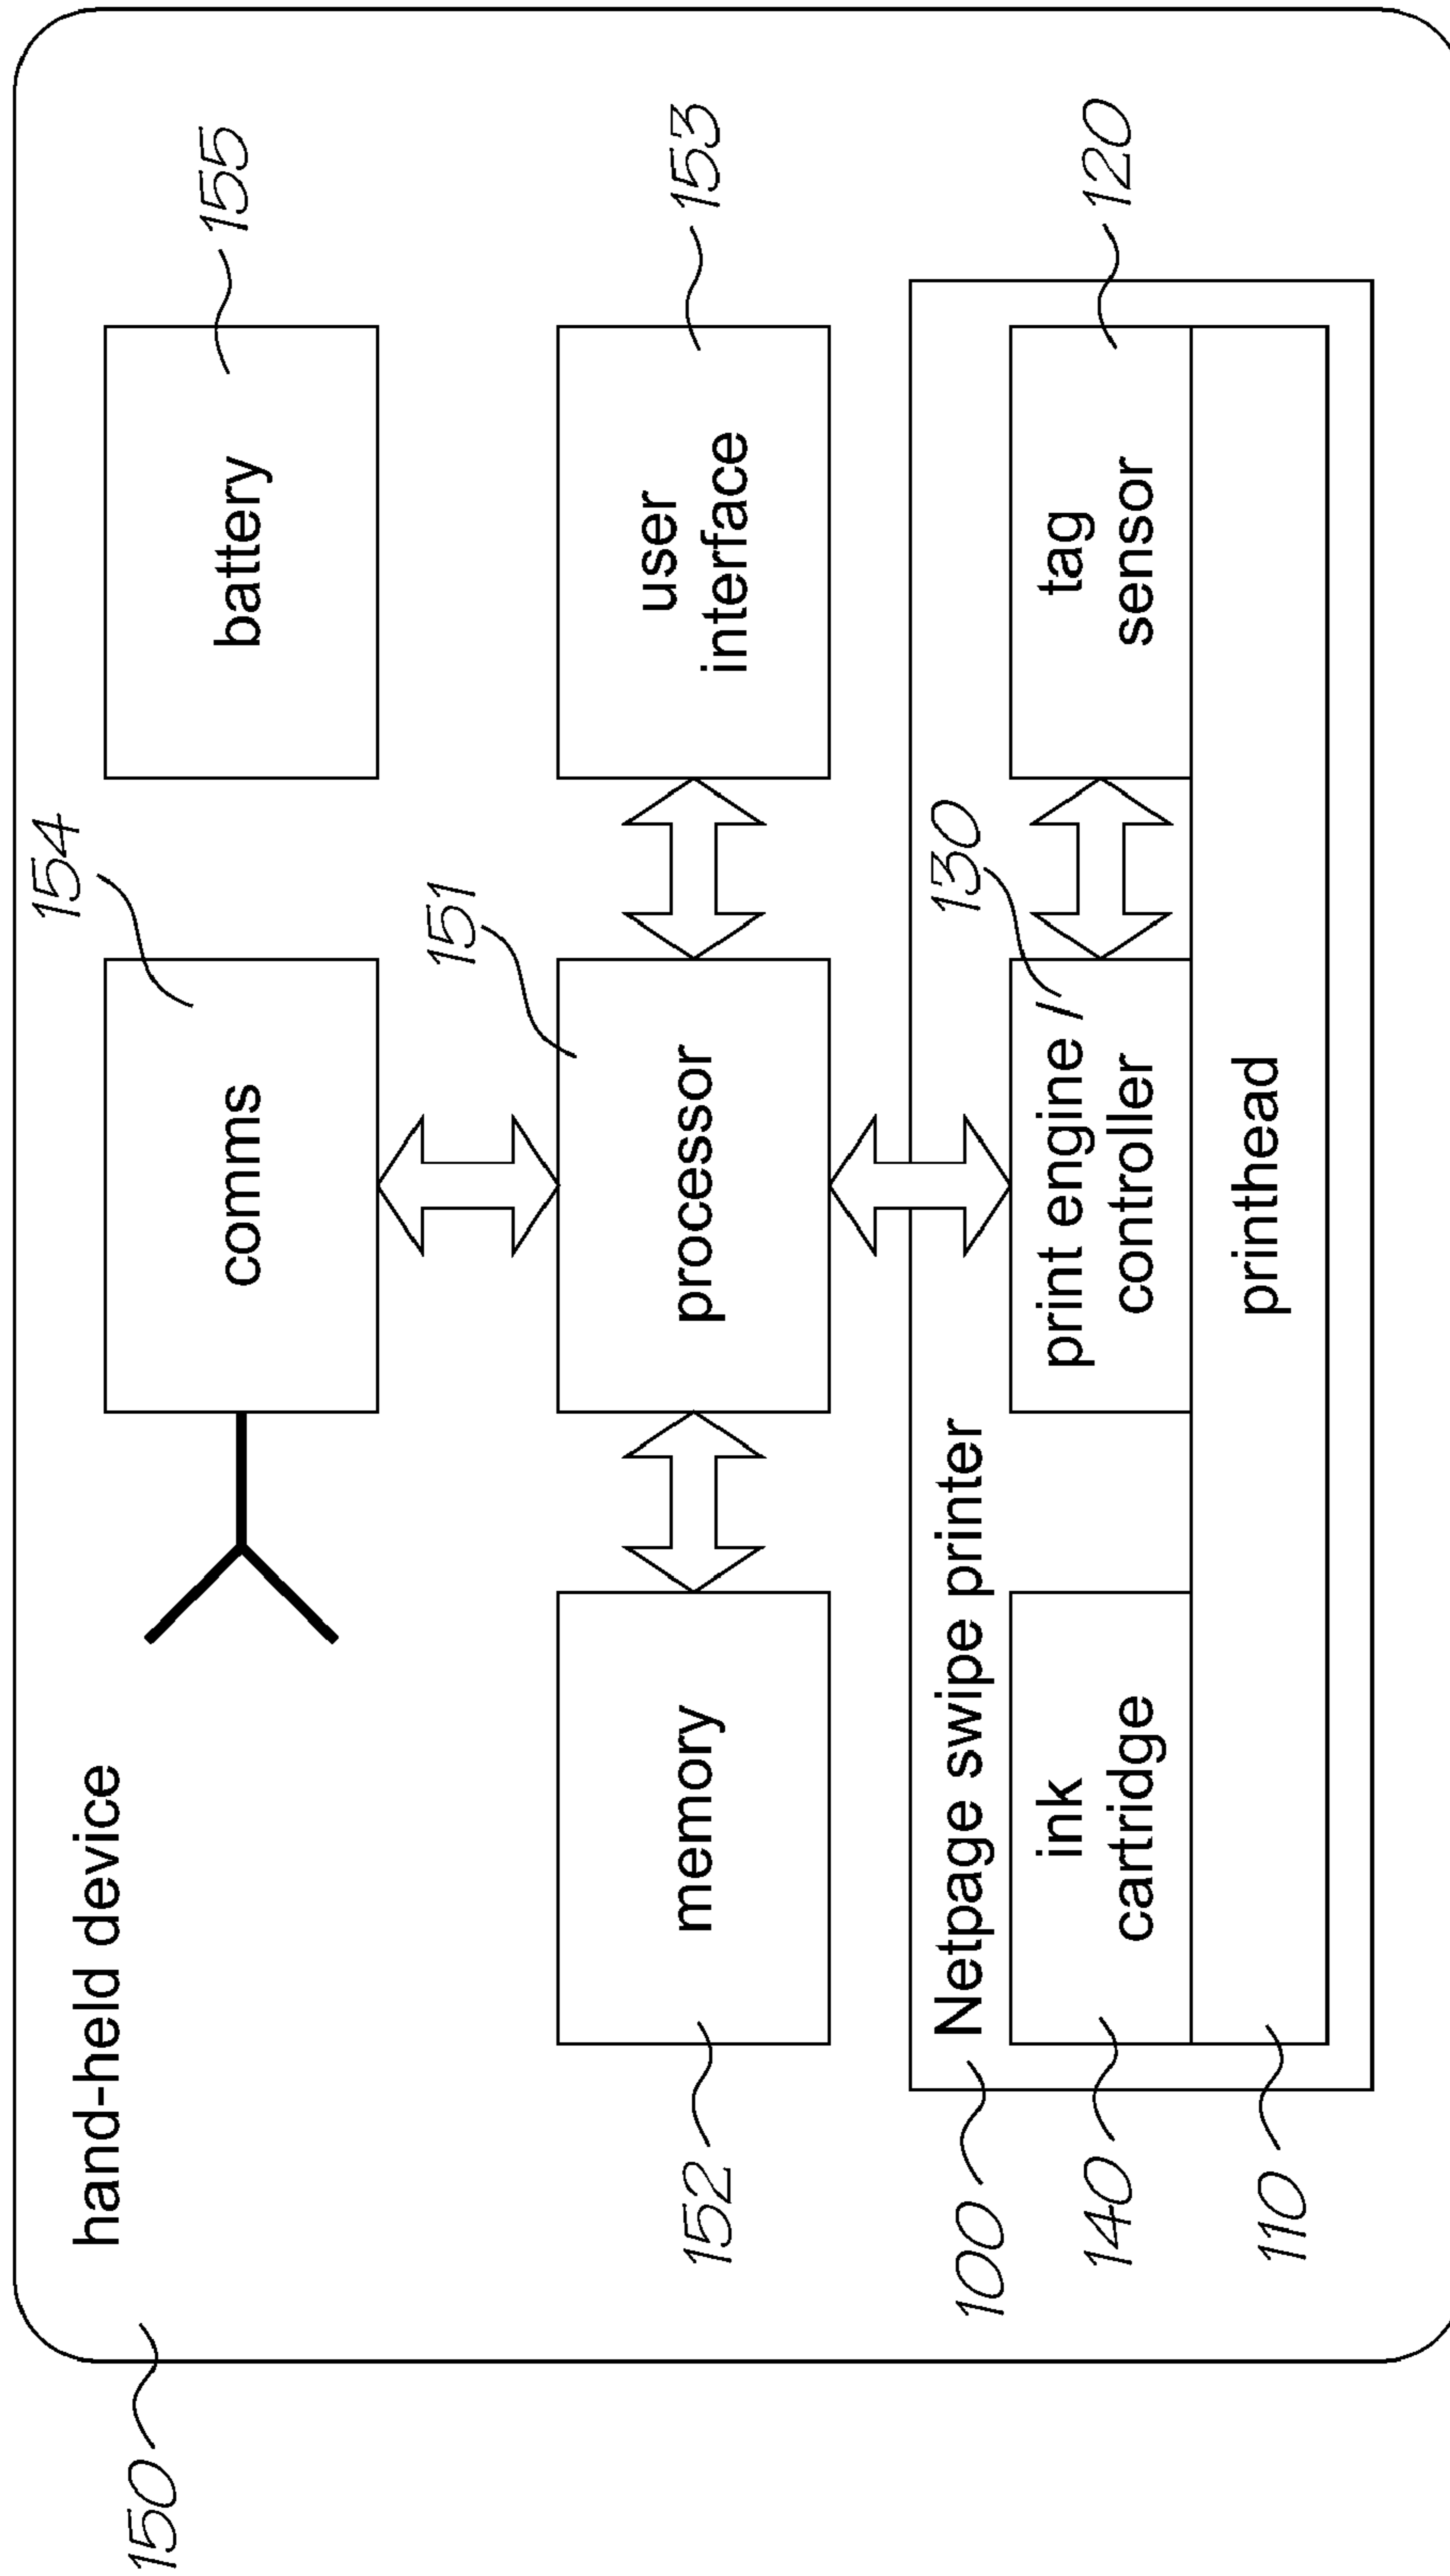 150
hand-held device
154
155
comms
battery
151
153
152
memory
processor
user
interface
100
Netpage swipe printer
130
120
140
ink
cartridge
print engine /
controller
tag
sensor
110
printhead